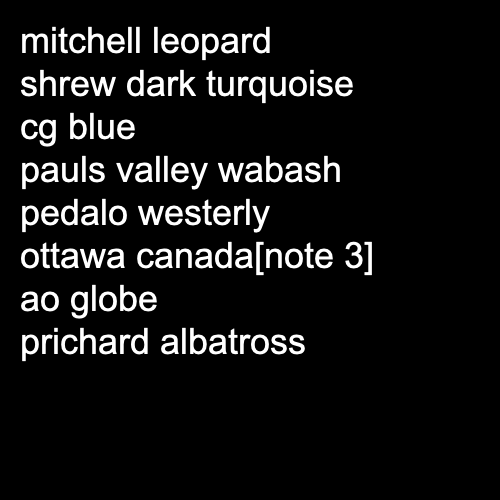 mitchell leopard
shrew dark turquoise
cg blue
pauls valley wabash
pedalo westerly
ottawa canada[note 3]
ao globe
prichard albatross